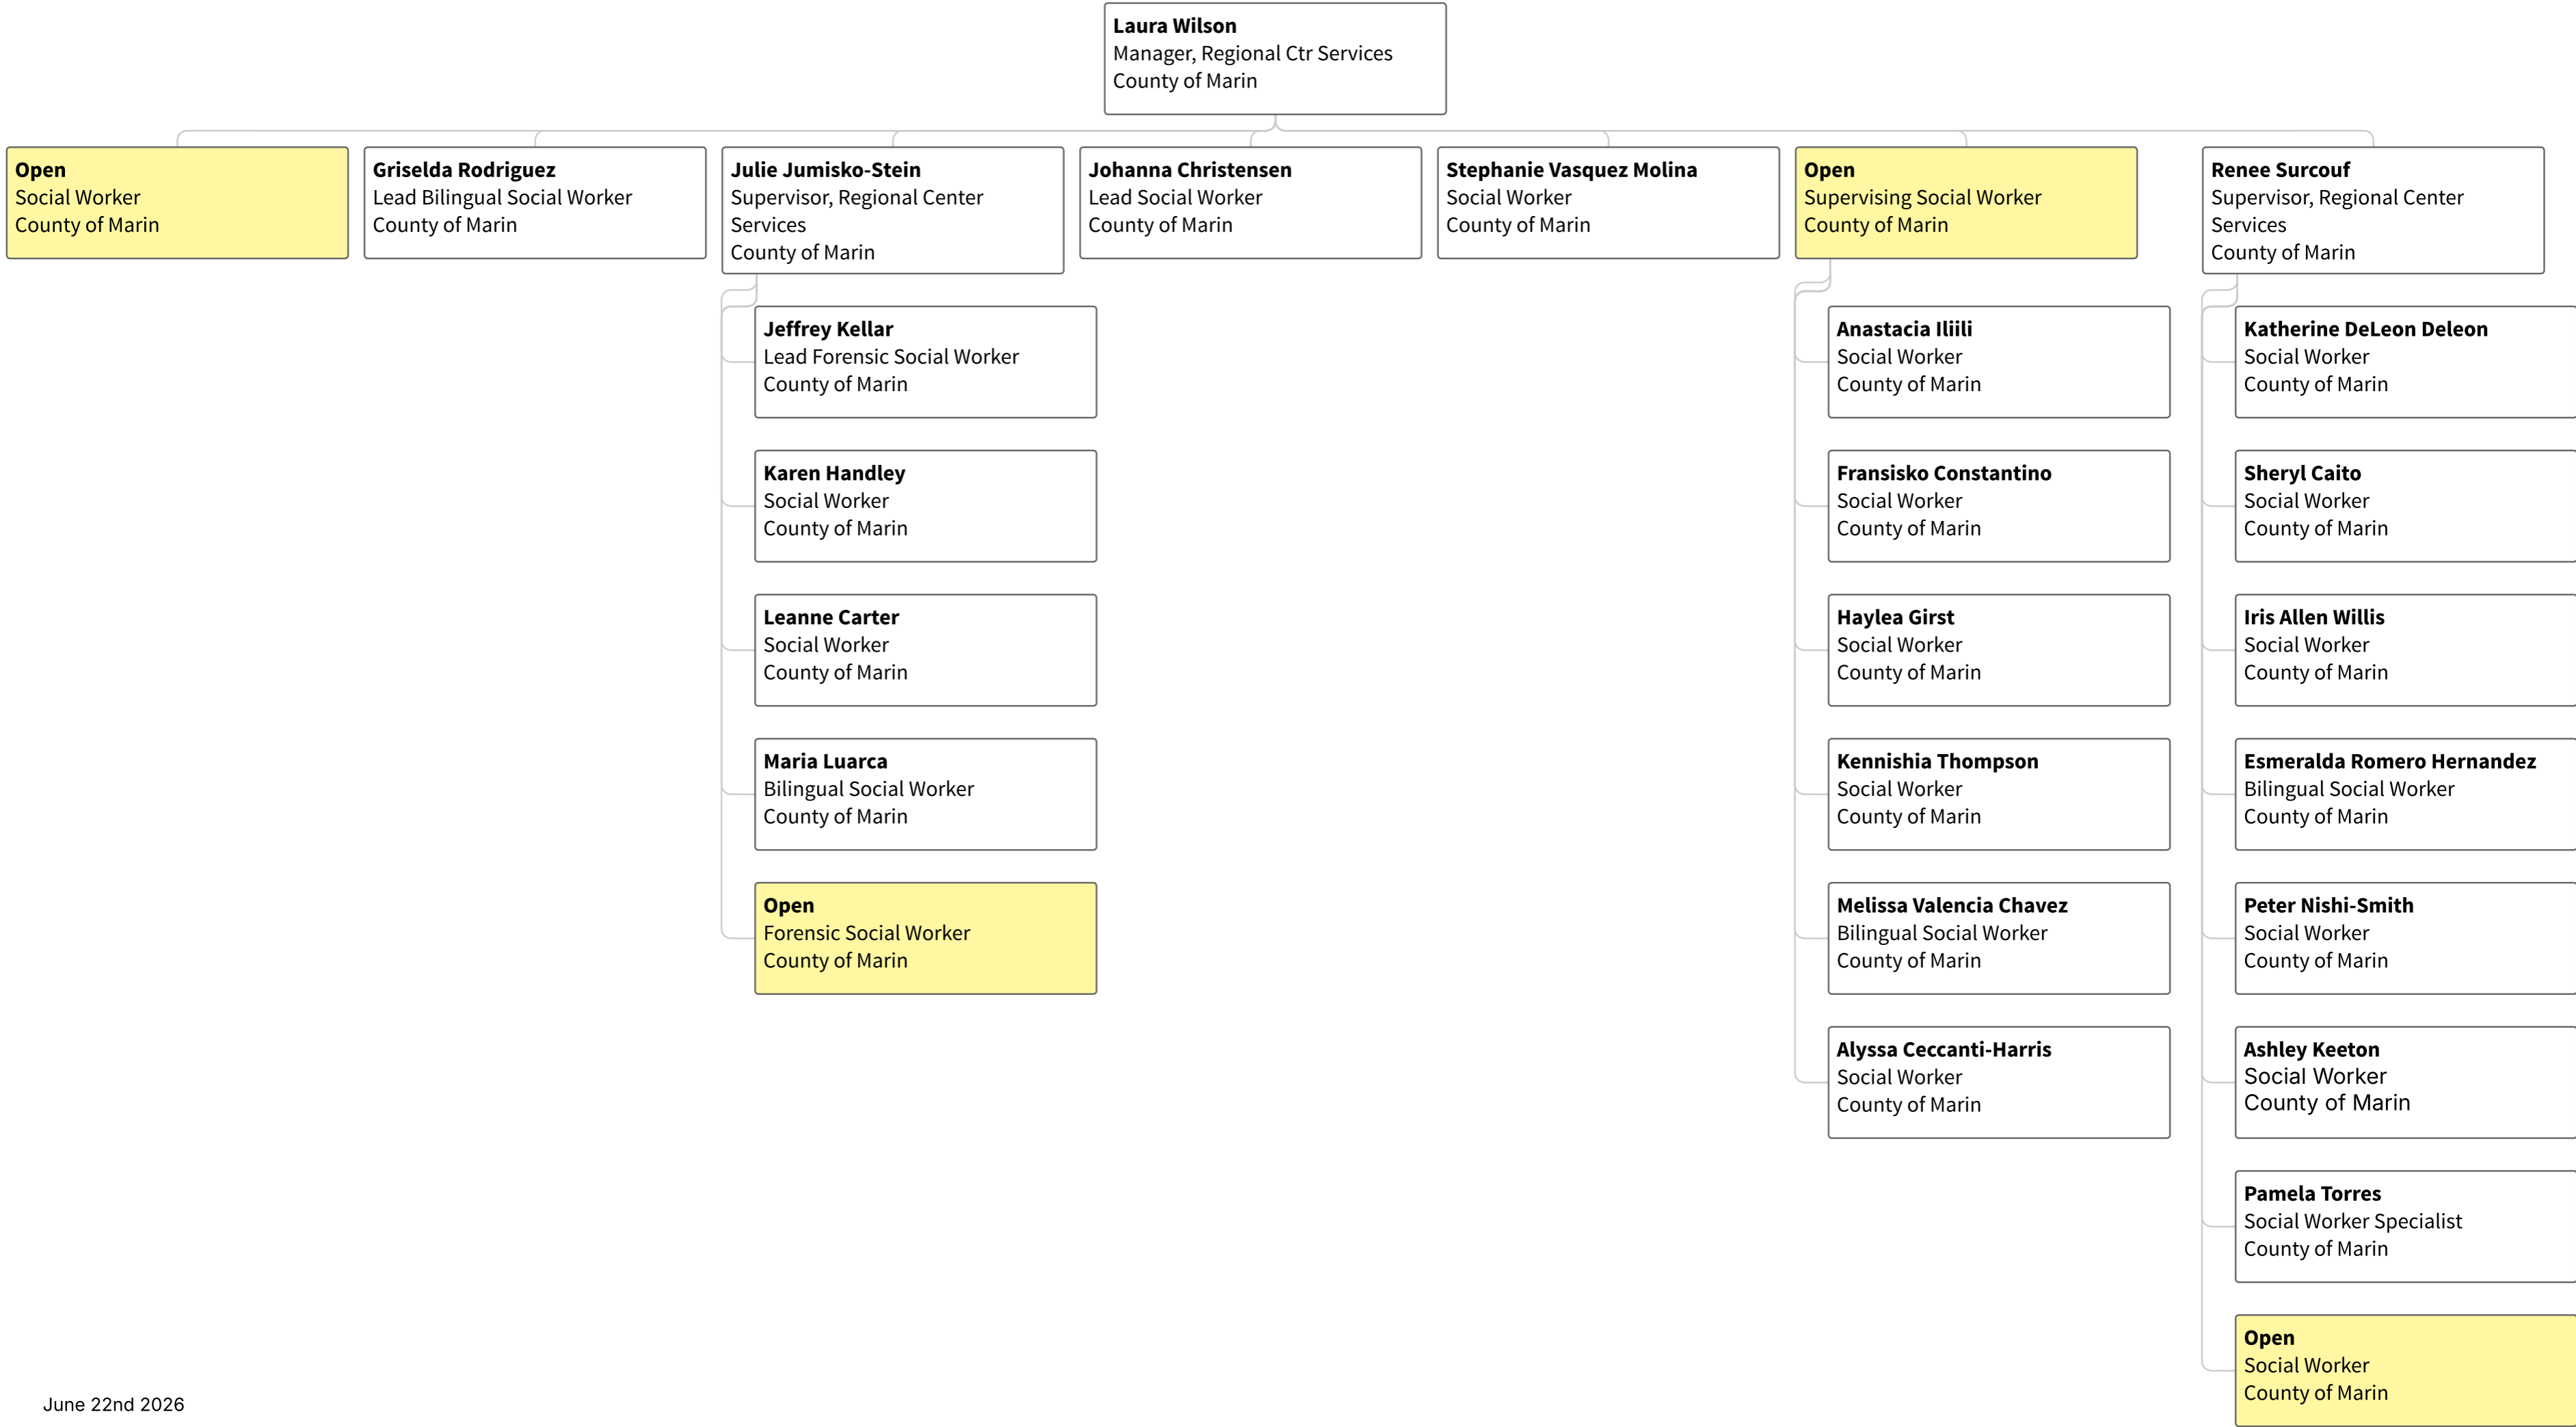 Laura Wilson
Manager, Regional Ctr Services
County of Marin
Open
Social Worker
County of Marin
Griselda Rodriguez
Lead Bilingual Social Worker
County of Marin
Julie Jumisko-Stein
Supervisor, Regional Center
Services
County of Marin
Johanna Christensen
Lead Social Worker
County of Marin
Stephanie Vasquez Molina
Social Worker
County of Marin
Open
Supervising Social Worker
County of Marin
Renee Surcouf
Supervisor, Regional Center
Services
County of Marin
Jeffrey Kellar
Lead Forensic Social Worker
County of Marin
Karen Handley
Social Worker
County of Marin
Leanne Carter
Social Worker
County of Marin
Maria Luarca
Bilingual Social Worker
County of Marin
Open
Forensic Social Worker
County of Marin
Anastacia Iliili
Social Worker
County of Marin
Fransisko Constantino
Social Worker
County of Marin
Haylea Girst
Social Worker
County of Marin
Kennishia Thompson
Social Worker
County of Marin
Melissa Valencia Chavez
Bilingual Social Worker
County of Marin
Alyssa Ceccanti-Harris
Social Worker
County of Marin
Katherine DeLeon Deleon
Social Worker
County of Marin
Sheryl Caito
Social Worker
County of Marin
Iris Allen Willis
Social Worker
County of Marin
Esmeralda Romero Hernandez
Bilingual Social Worker
County of Marin
Peter Nishi-Smith
Social Worker
County of Marin
Ashley Keeton
Social Worker
County of Marin
Pamela Torres
Social Worker Specialist
County of Marin
Open
Social Worker
County of Marin
June 22nd 2026